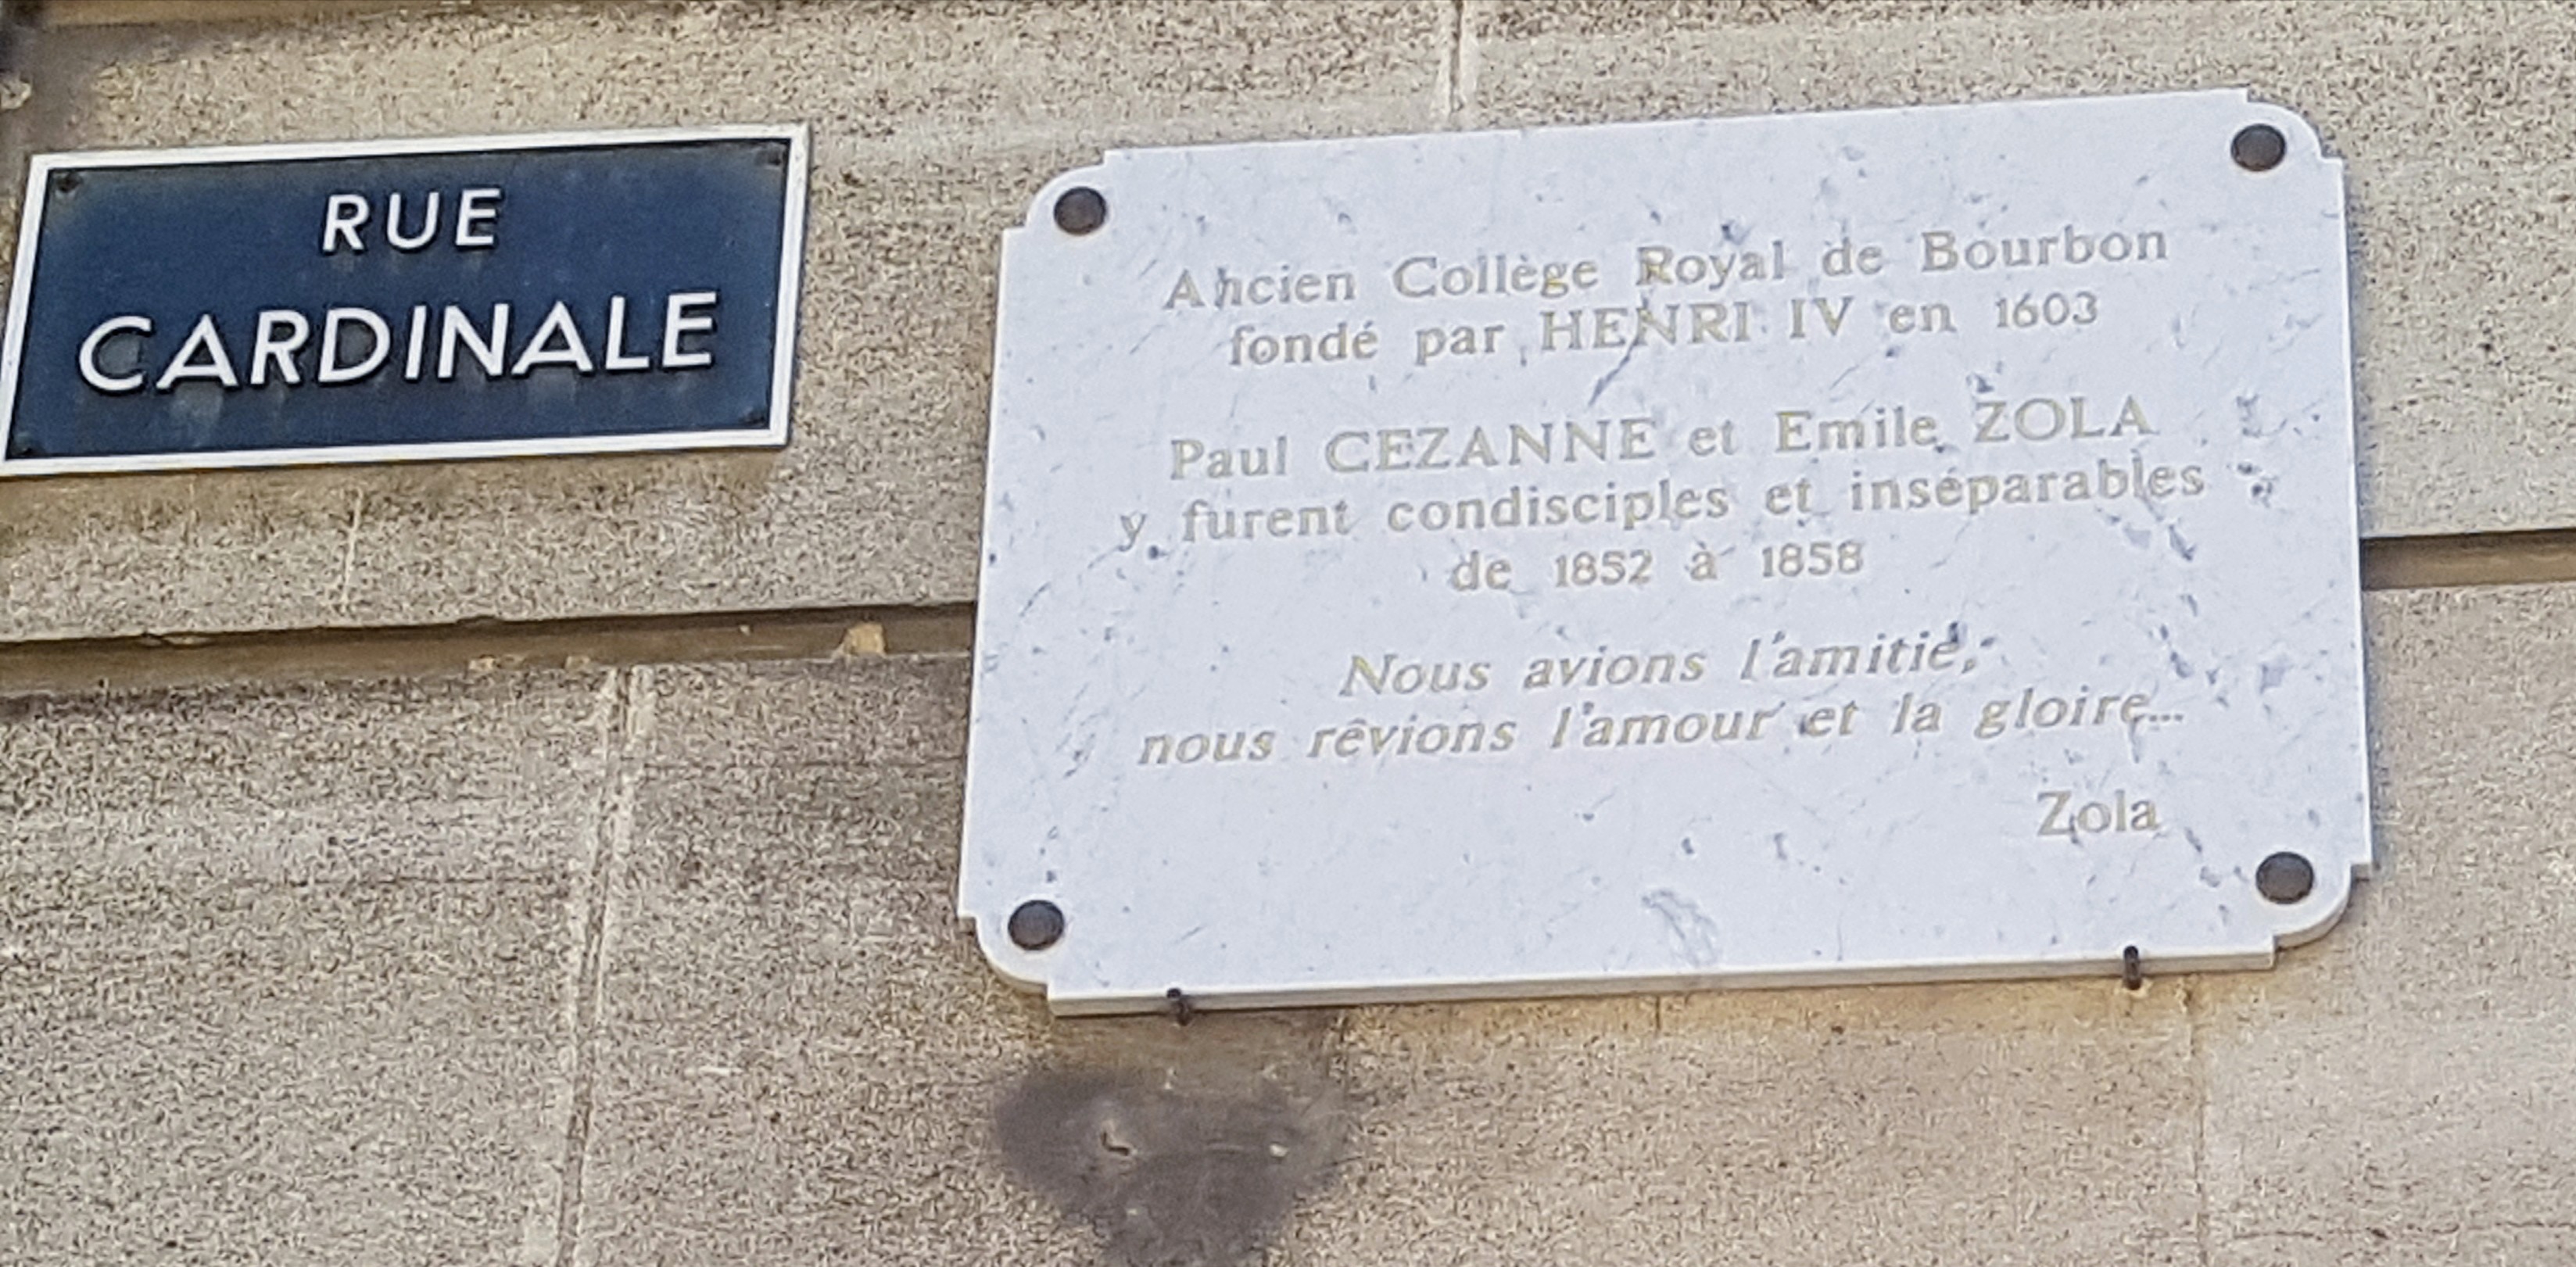 RUE
CARDINALE
Ancien Collège Royal de Bourbon
fondé par HENRI IV en 1603
Paul CEZANNE et Emile ZOLA
y furent condisciples et inséparables
de 1852 à 1858
Nous avions l'amitié,
nous rêvions l'amour et la gloire...
Zola